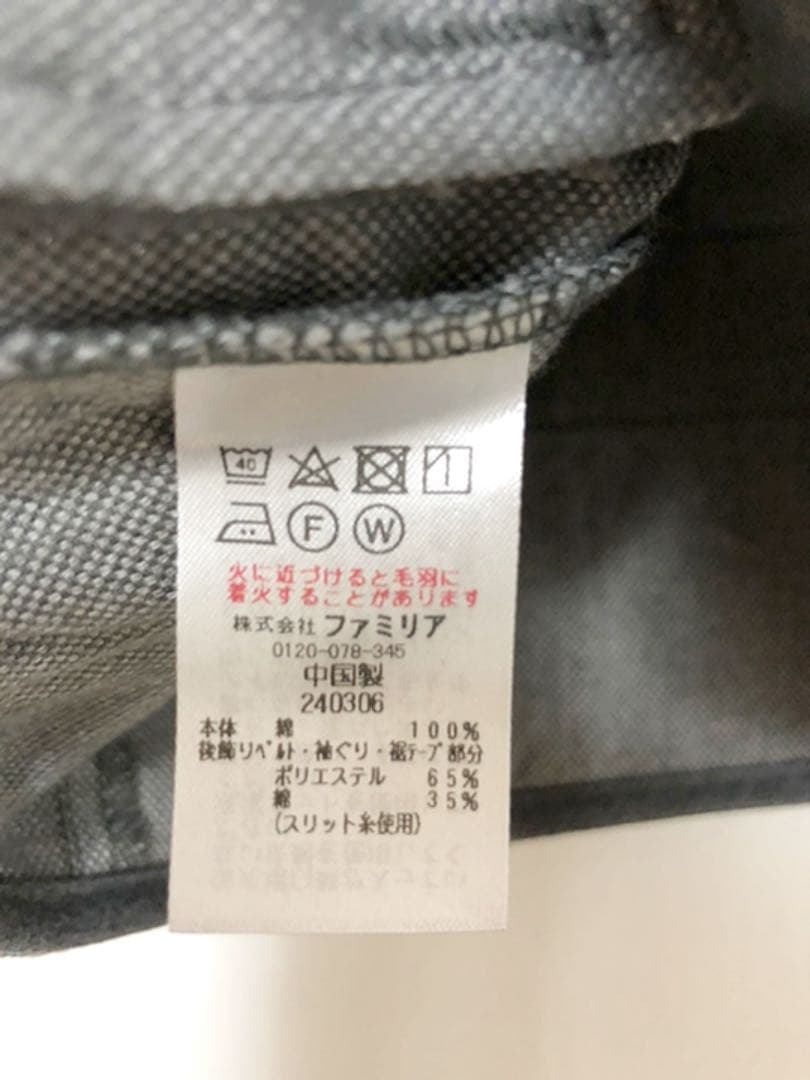 40
F W
火に近づけると毛羽に
着火することがあります
株式会社 ファミリア
0120-078-345
中国製
240306
本体 綿 100%
後飾りベルト・袖ぐり・裾テープ部分
ポリエステル 65%
綿 35%
(スリット糸使用)